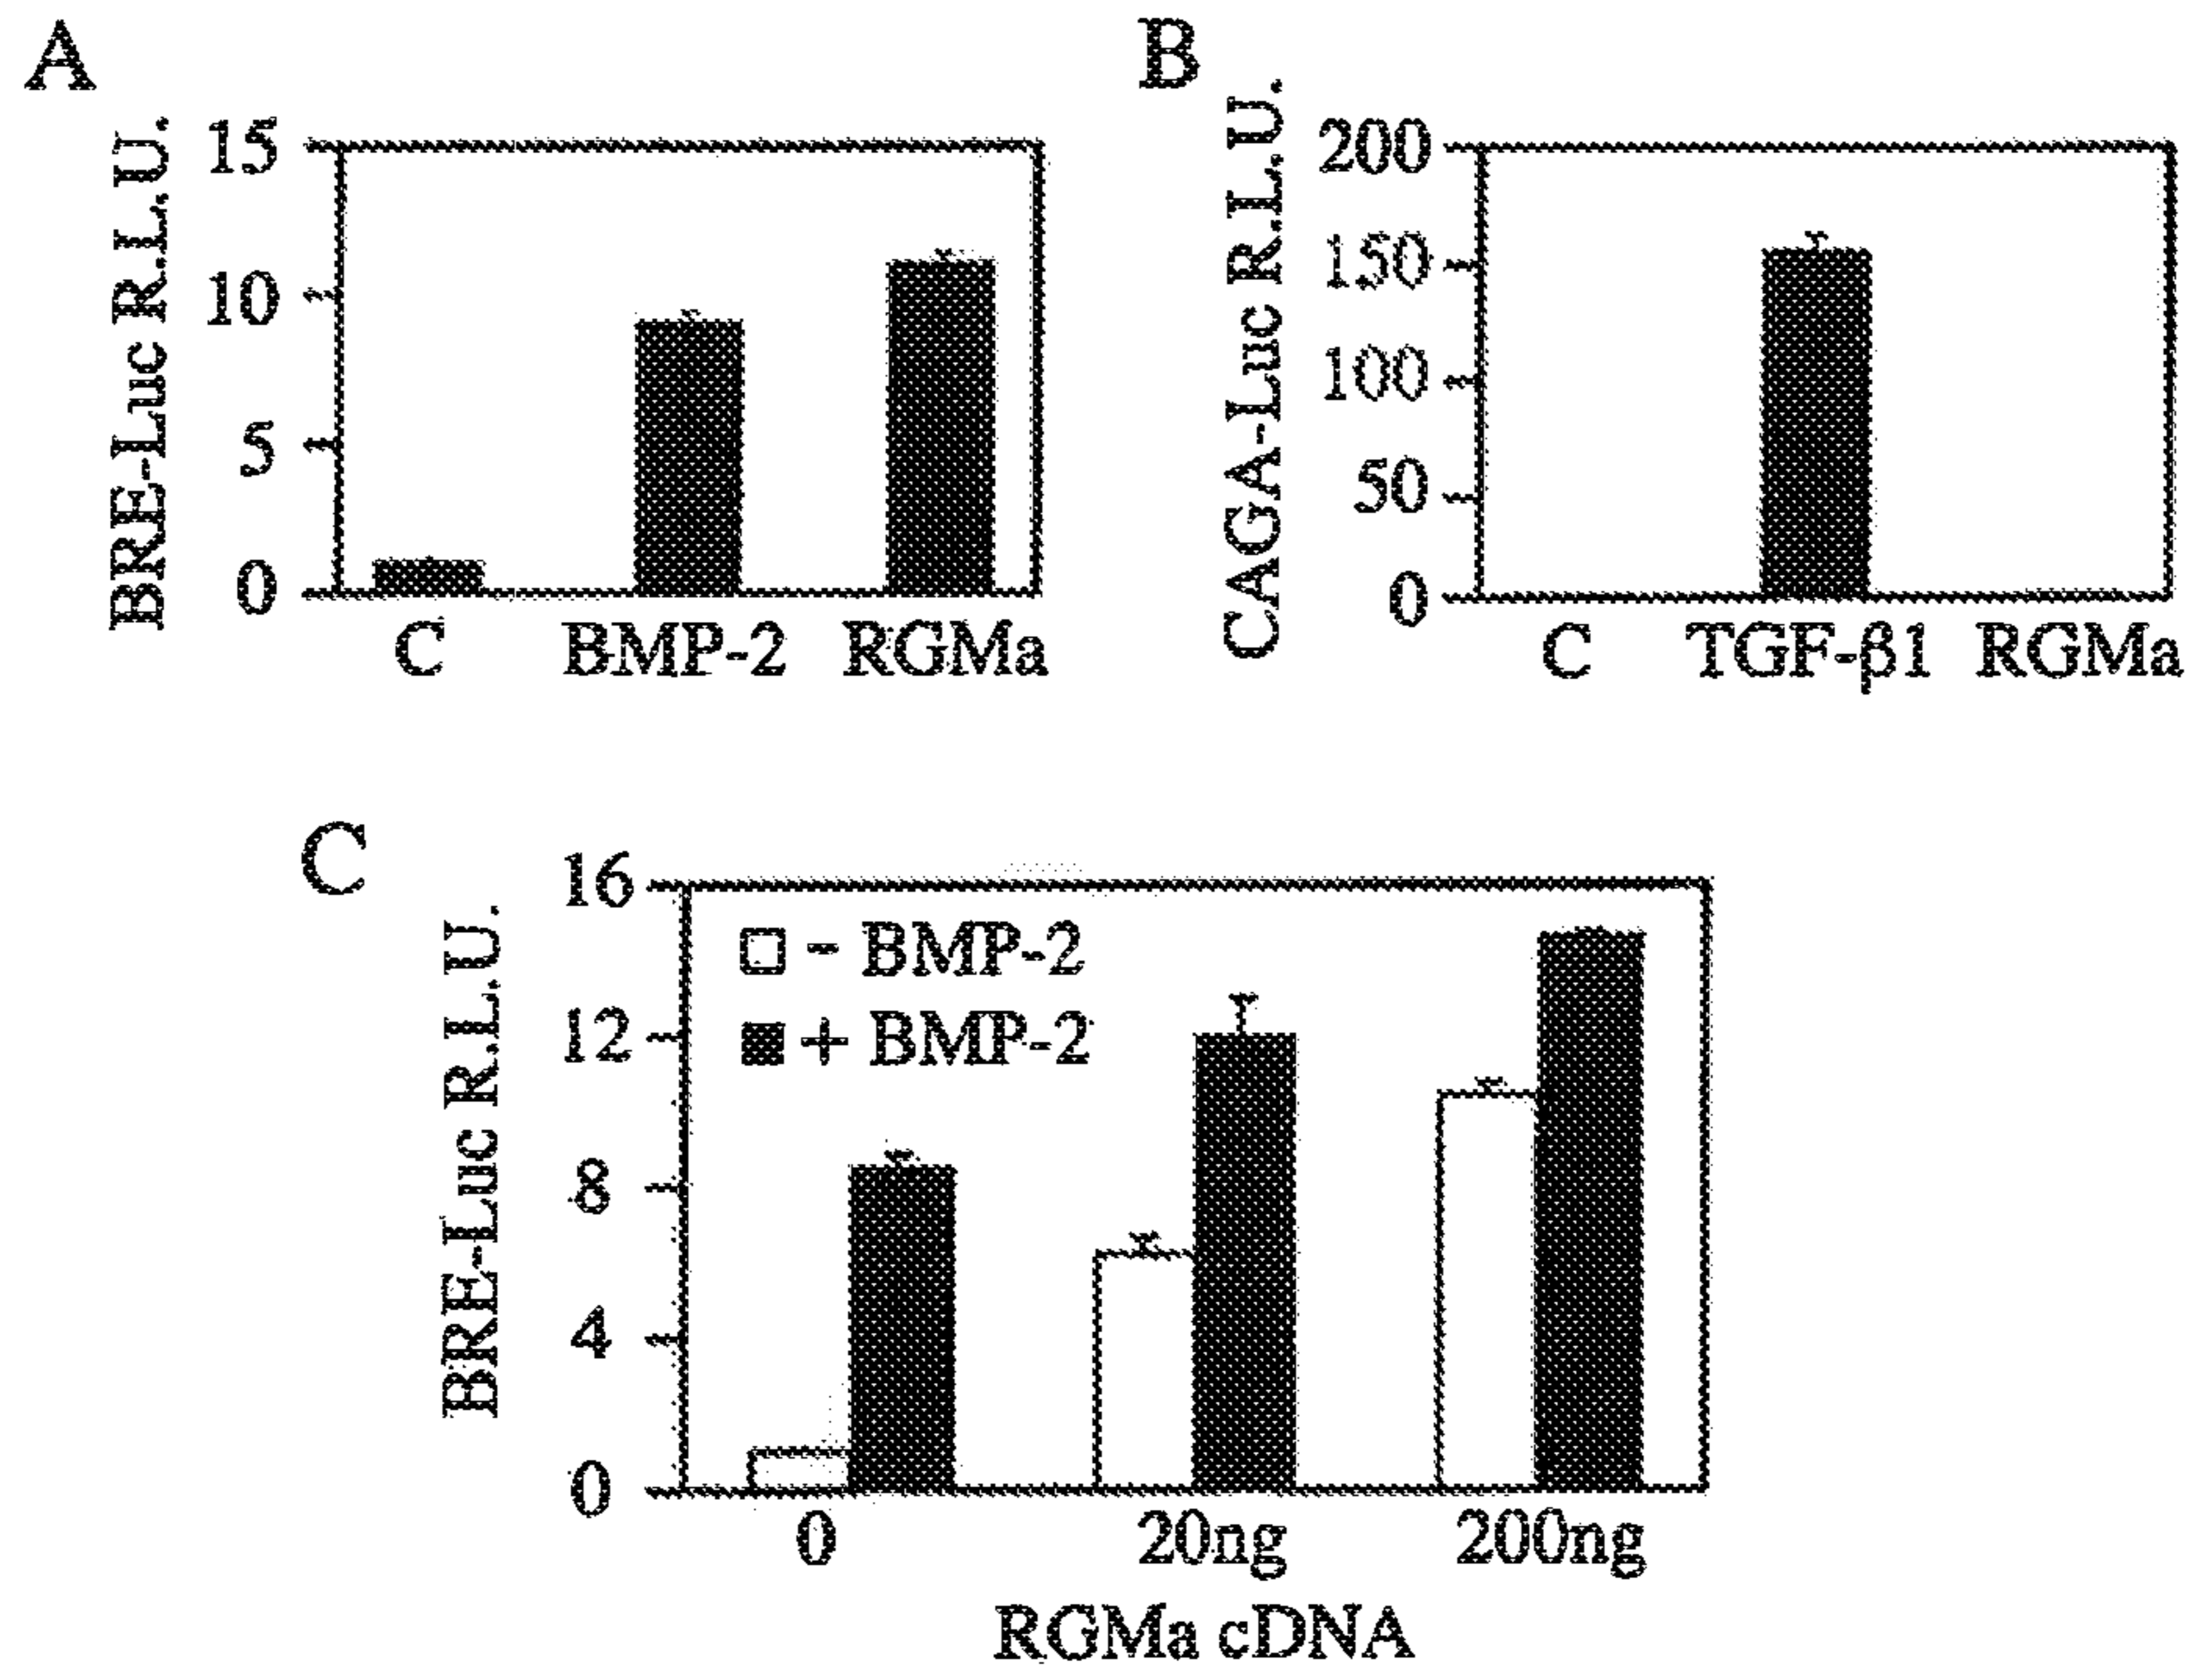 A
BRE-Luc R.L.U.
15
10
5
0
C BMP-2 RGMa
B
CAGA-Luc R.L.U.
200
150
100
50
0
C TGF-β1 RGMa
C
BRE-Luc R.L.U.
16
12
8
4
0
- BMP-2
+ BMP-2
0 20ng 200ng
RGMa cDNA